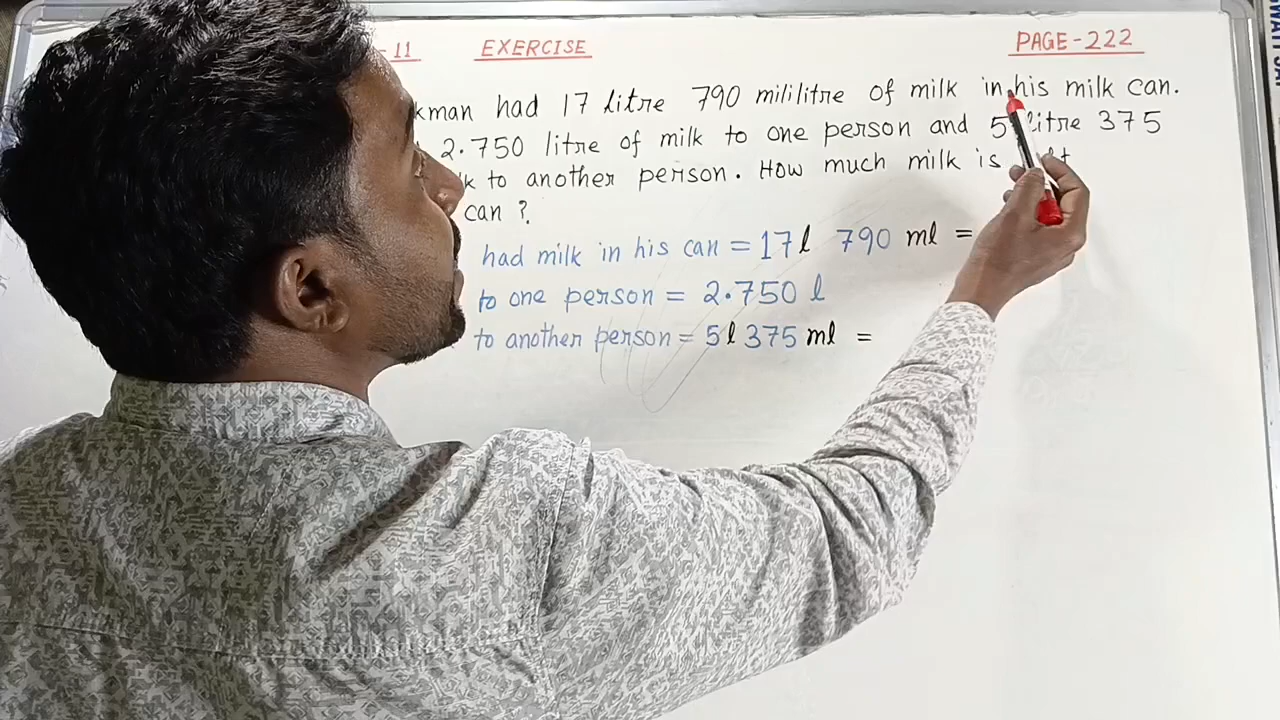 -11 EXERCISE PAGE-222
kman had 17 litre 790 mililitre of milk in his milk can.
2.750 litre of milk to one person and 5 litre 375
k to another person. How much milk is
can ?
had milk in his can = 17l 790 ml =
to one person = 2.750 l
to another person = 5l 375 ml =